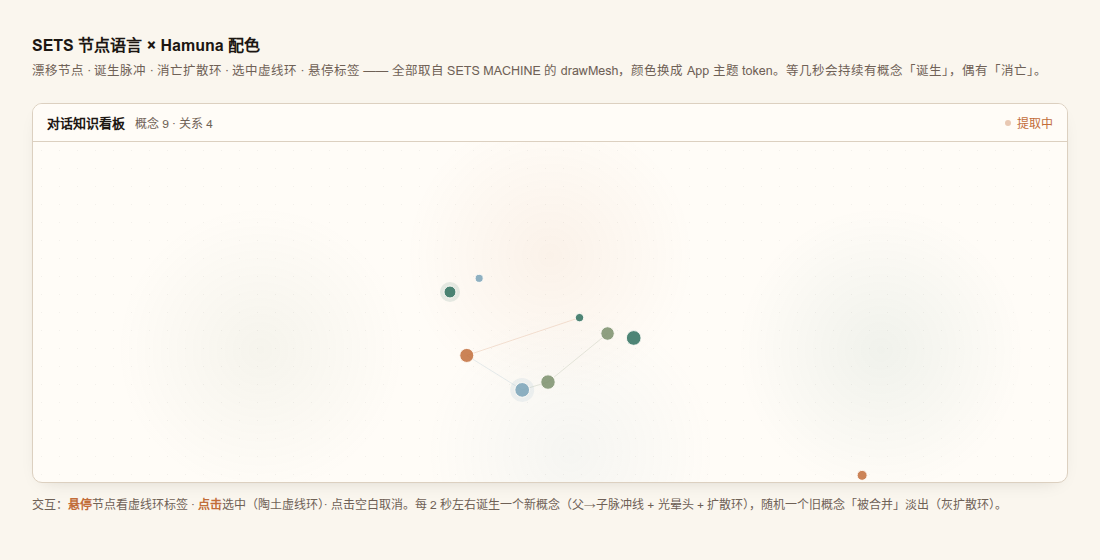 SETS 节点语言 × Hamuna 配色
漂移节点 · 诞生脉冲 · 消亡扩散环 · 选中虚线环 · 悬停标签 —— 全部取自 SETS MACHINE 的 drawMesh，颜色换成 App 主题 token。等几秒会持续有概念「诞生」，偶有「消亡」。
对话知识看板 概念 9 · 关系 4
提取中
交互：悬停节点看虚线环标签 · 点击选中（陶土虚线环）· 点击空白取消。每 2 秒左右诞生一个新概念（父→子脉冲线 + 光晕头 + 扩散环），随机一个旧概念「被合并」淡出（灰扩散环）。